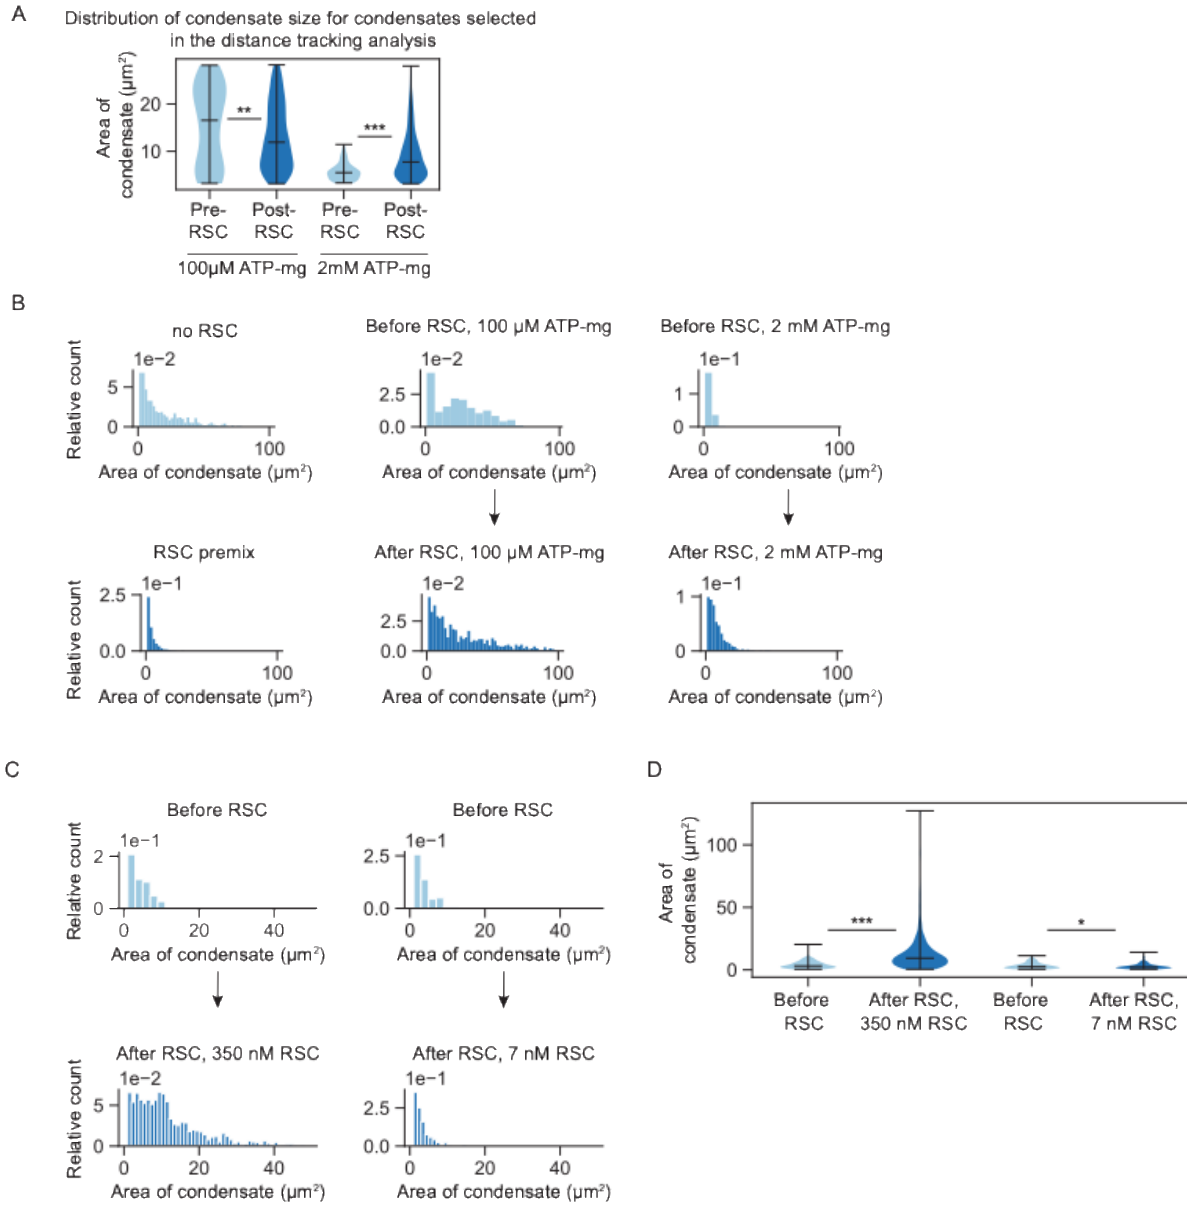 A
Distribution of condensate size for condensates selected
in the distance tracking analysis
Area of
condensate (µm²)
20
10
**
***
Pre-
RSC
Post-
RSC
Pre-
RSC
Post-
RSC
100µM ATP-mg
2mM ATP-mg
B
no RSC
Before RSC, 100 µM ATP-mg
Before RSC, 2 mM ATP-mg
Relative count
1e−2
5
0
0
100
Area of condensate (µm²)
1e−2
2.5
0.0
0
100
Area of condensate (µm²)
1e−1
1
0
0
100
Area of condensate (µm²)
RSC premix
After RSC, 100 µM ATP-mg
After RSC, 2 mM ATP-mg
Relative count
1e−1
2.5
0.0
0
100
Area of condensate (µm²)
1e−2
2.5
0.0
0
100
Area of condensate (µm²)
1e−1
1
0
0
100
Area of condensate (µm²)
C
Before RSC
Before RSC
Relative count
1e−1
2
0
0
20
40
Area of condensate (µm²)
2.5
0.0
1e−1
0
20
40
Area of condensate (µm²)
After RSC, 350 nM RSC
After RSC, 7 nM RSC
Relative count
1e−2
5
0
0
20
40
Area of condensate (µm²)
1e−1
2.5
0.0
0
20
40
Area of condensate (µm²)
D
Area of
condensate (µm²)
100
50
0
***
*
Before
RSC
After RSC,
350 nM RSC
Before
RSC
After RSC,
7 nM RSC